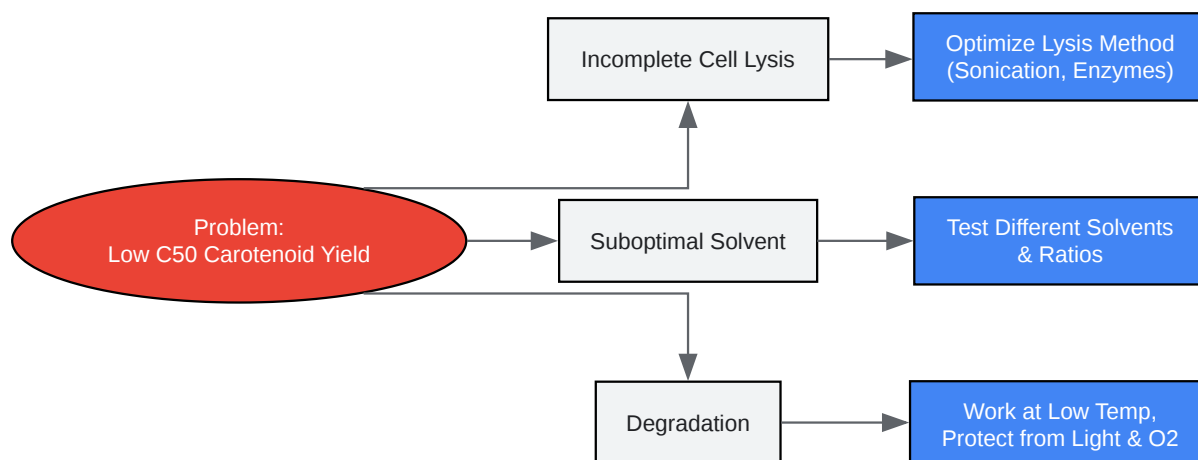 Incomplete Cell Lysis
Optimize Lysis Method
(Sonication, Enzymes)
Problem:
Low C50 Carotenoid Yield
Suboptimal Solvent
Test Different Solvents
& Ratios
Degradation
Work at Low Temp,
Protect from Light & O2